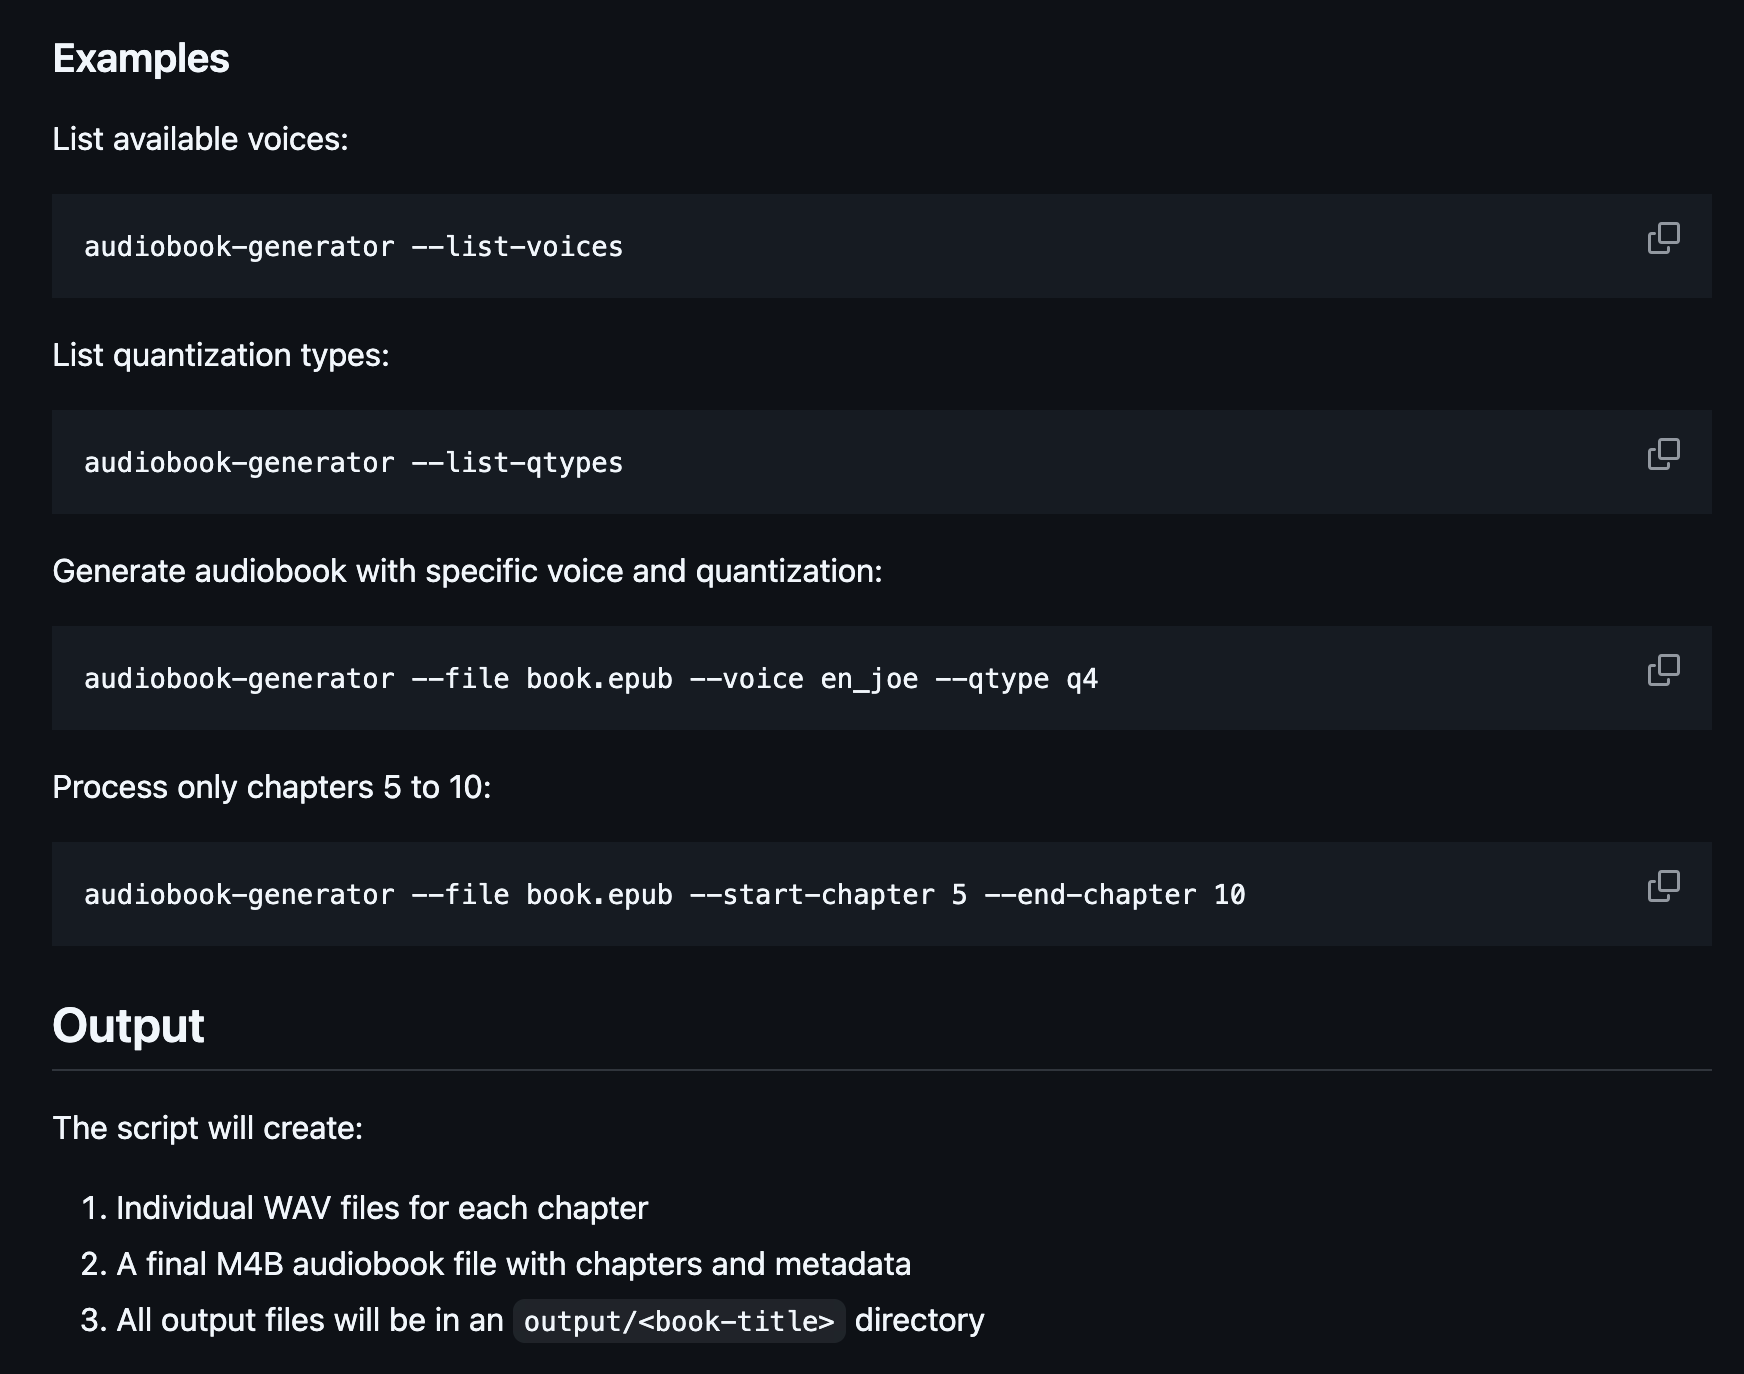 Examples
List available voices:
audiobook-generator --list-voices
List quantization types:
audiobook-generator --list-qtypes
Generate audiobook with specific voice and quantization:
audiobook-generator --file book.epub --voice en_joe --qtype q4
Process only chapters 5 to 10:
audiobook-generator --file book.epub --start-chapter 5 --end-chapter 10
Output
The script will create:
1. Individual WAV files for each chapter
2. A final M4B audiobook file with chapters and metadata
3. All output files will be in an output/<book-title> directory